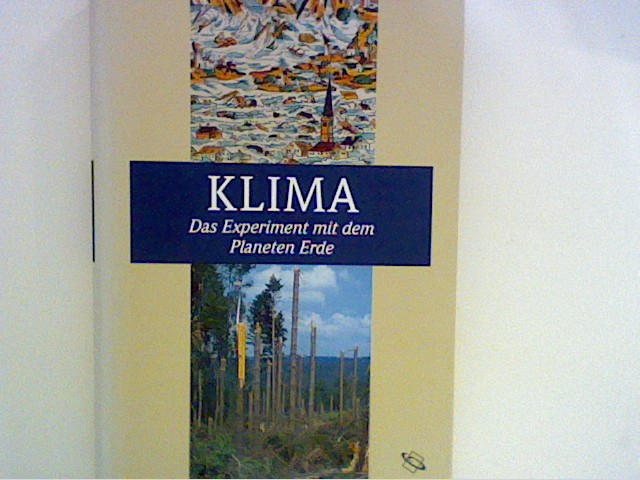 KLIMA
Das Experiment mit dem
Planeten Erde